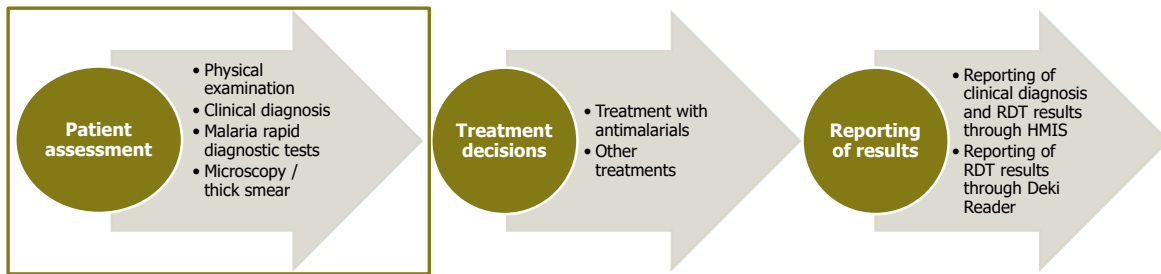 Patient
assessment
• Physical
examination
• Clinical diagnosis
• Malaria rapid
diagnostic tests
• Microscopy /
thick smear
Treatment
decisions
• Treatment with
antimalarials
• Other
treatments
Reporting
of results
• Reporting of
clinical diagnosis
and RDT results
through HMIS
• Reporting of
RDT results
through Deki
Reader